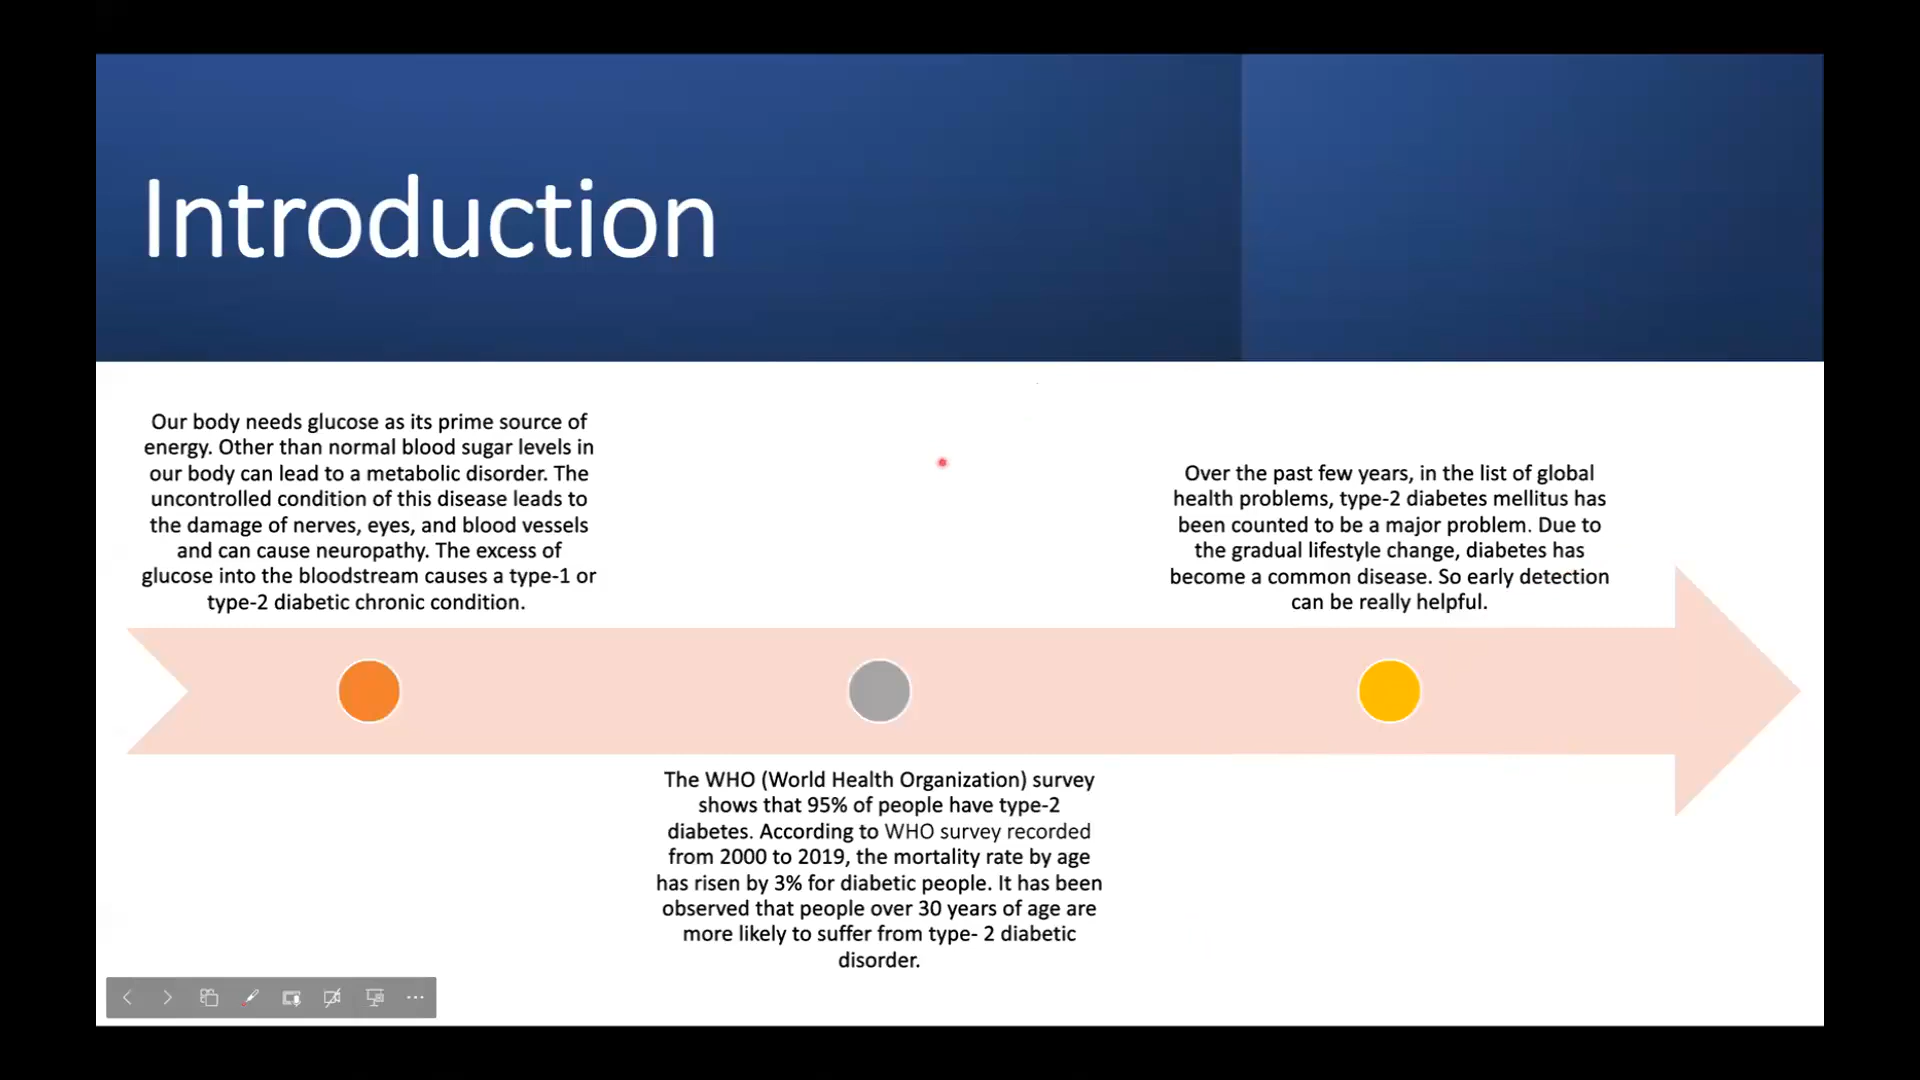 Introduction
Our body needs glucose as its prime source of
energy. Other than normal blood sugar levels in
our body can lead to a metabolic disorder. The
uncontrolled condition of this disease leads to
the damage of nerves, eyes, and blood vessels
and can cause neuropathy. The excess of
glucose into the bloodstream causes a type-1 or
type-2 diabetic chronic condition.
The WHO (World Health Organization) survey
shows that 95% of people have type-2
diabetes. According to WHO survey recorded
from 2000 to 2019, the mortality rate by age
has risen by 3% for diabetic people. It has been
observed that people over 30 years of age are
more likely to suffer from type- 2 diabetic
disorder.
Over the past few years, in the list of global
health problems, type-2 diabetes mellitus has
been counted to be a major problem. Due to
the gradual lifestyle change, diabetes has
become a common disease. So early detection
can be really helpful.